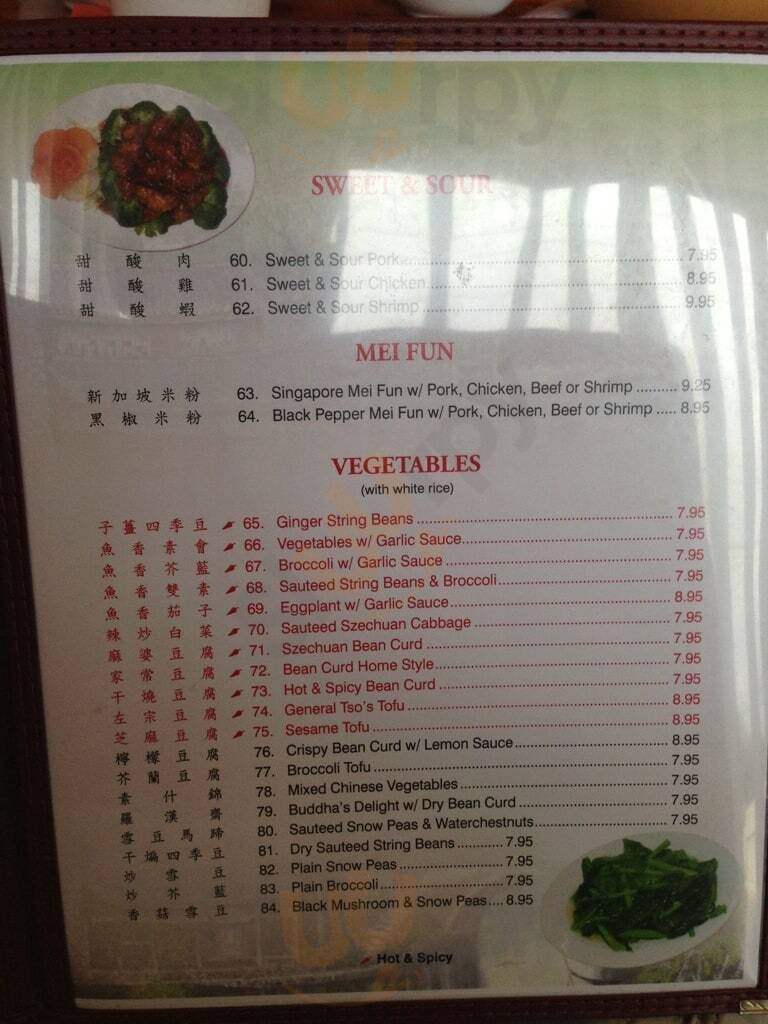 slurpy
SWEET & SOUR
甜酸肉 60. Sweet & Sour Pork 7.95
甜酸雞 61. Sweet & Sour Chicken 8.95
甜酸蝦 62. Sweet & Sour Shrimp 9.95
MEI FUN
新加坡米粉 63. Singapore Mei Fun w/ Pork, Chicken, Beef or Shrimp .......... 9.25
黑椒米粉 64. Black Pepper Mei Fun w/ Pork, Chicken, Beef or Shrimp ..... 8.95
VEGETABLES
(with white rice)
子薑四季豆 65. Ginger String Beans 7.95
魚香素會 66. Vegetables w/ Garlic Sauce 7.95
魚香芥藍 67. Broccoli w/ Garlic Sauce 7.95
魚香雙素 68. Sauteed String Beans & Broccoli 7.95
魚香茄子 69. Eggplant w/ Garlic Sauce 8.95
辣炒白菜 70. Sauteed Szechuan Cabbage 7.95
麻婆豆腐 71. Szechuan Bean Curd 7.95
家常豆腐 72. Bean Curd Home Style 7.95
干燒豆腐 73. Hot & Spicy Bean Curd 7.95
左宗豆腐 74. General Tso's Tofu 8.95
芝麻豆腐 75. Sesame Tofu 8.95
檸檬豆腐 76. Crispy Bean Curd w/ Lemon Sauce 8.95
芥蘭豆腐 77. Broccoli Tofu 7.95
素什錦 78. Mixed Chinese Vegetables 7.95
羅漢齋 79. Buddha's Delight w/ Dry Bean Curd 7.95
雪豆馬蹄 80. Sauteed Snow Peas & Waterchestnuts 7.95
干煸四季豆 81. Dry Sauteed String Beans 7.95
炒雪豆 82. Plain Snow Peas 7.95
炒芥藍 83. Plain Broccoli 7.95
香菇雪豆 84. Black Mushroom & Snow Peas 8.95
Hot & Spicy